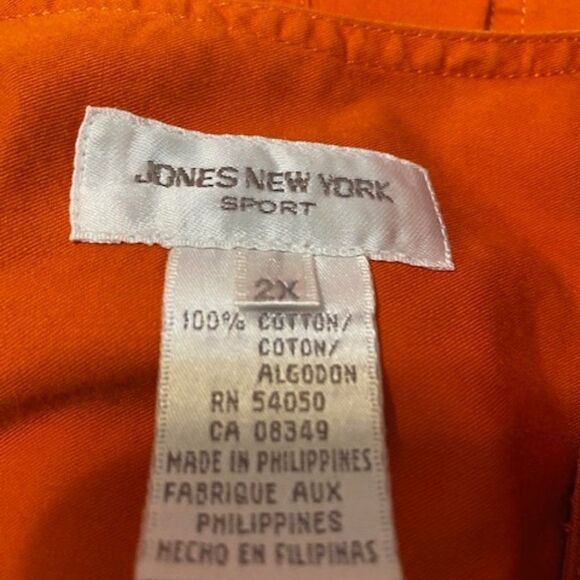 JONES NEW YORK
SPORT
2X
100% COTTON/
COTON/
ALGODON
RN 54050
CA 08349
MADE IN PHILIPPINES
FABRIQUE AUX
PHILIPPINES
HECHO EN FILIPINAS